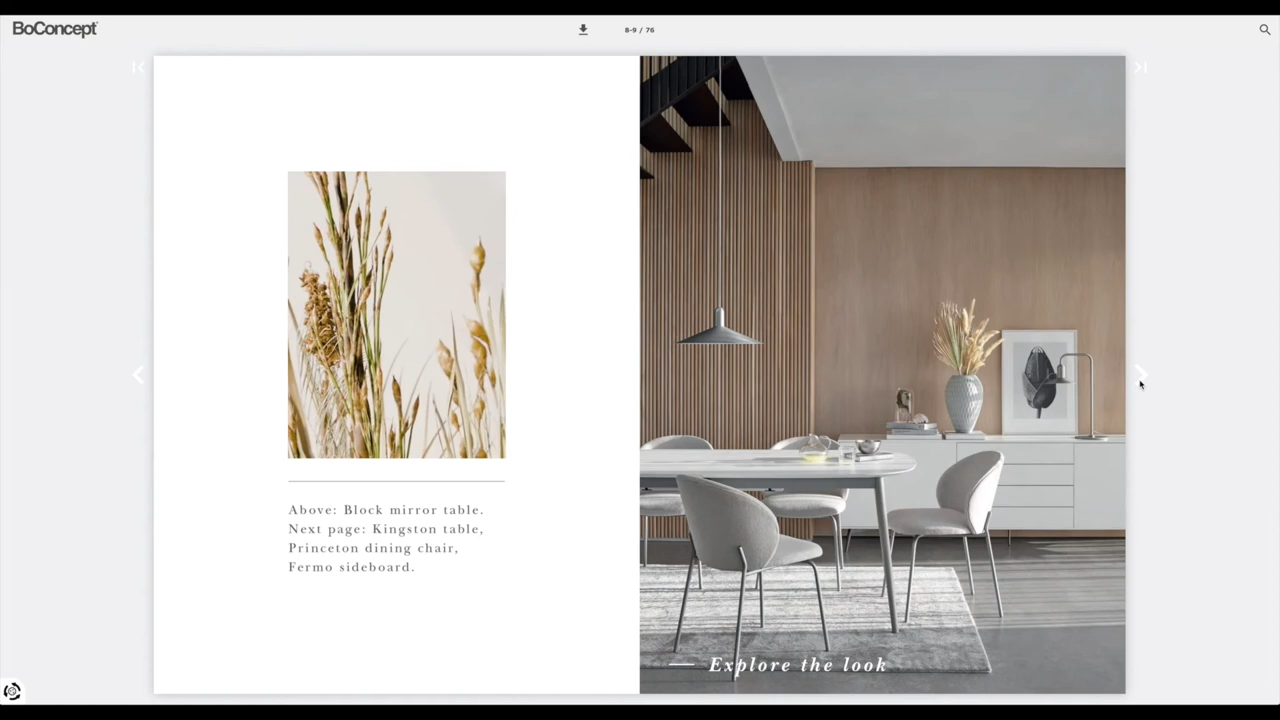 BoConcept
8-9 / 76
Above: Block mirror table.
Next page: Kingston table,
Princeton dining chair,
Fermo sideboard.
Explore the look